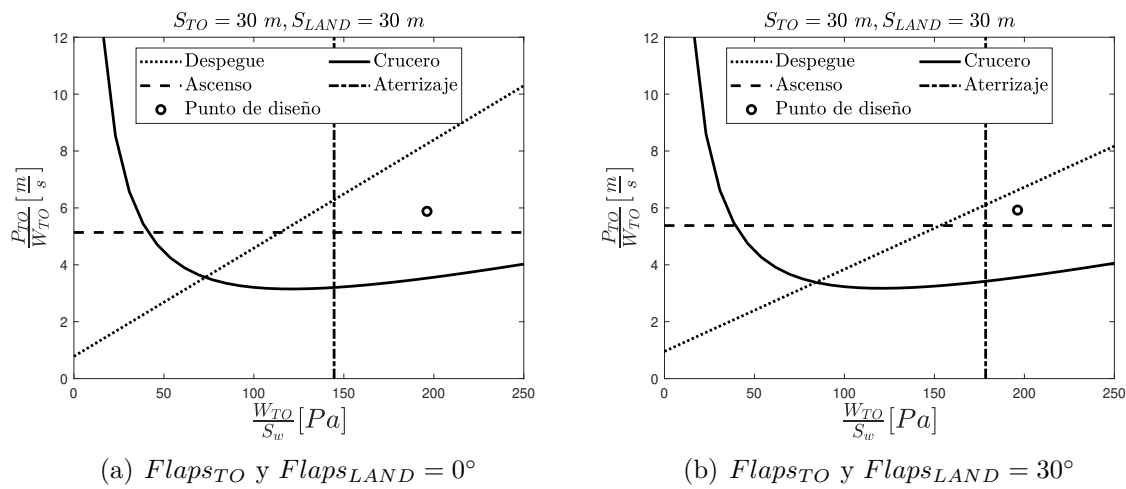 S_TO = 30 m, S_LAND = 30 m
Despegue
Crucero
Ascenso
Aterrizaje
Punto de diseño
12
10
8
6
4
2
0
P_TO/W_TO [m/s]
0 50 100 150 200 250
W_TO/S_w [Pa]
(a) Flaps_TO y Flaps_LAND = 0°
S_TO = 30 m, S_LAND = 30 m
Despegue
Crucero
Ascenso
Aterrizaje
Punto de diseño
12
10
8
6
4
2
0
P_TO/W_TO [m/s]
0 50 100 150 200 250
W_TO/S_w [Pa]
(b) Flaps_TO y Flaps_LAND = 30°